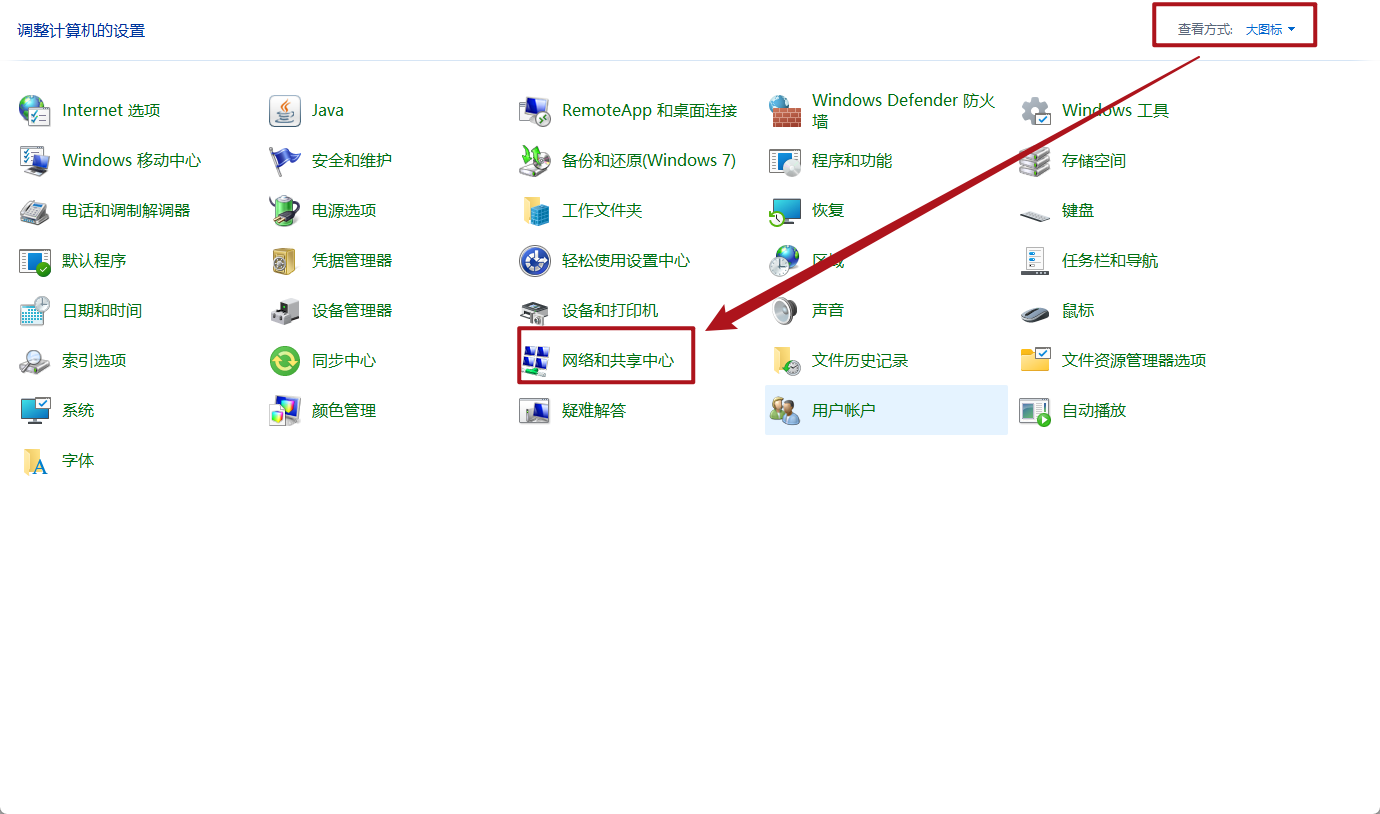 调整计算机的设置
查看方式: 大图标
Internet 选项
Java
RemoteApp 和桌面连接
Windows Defender 防火
墙
Windows 工具
Windows 移动中心
安全和维护
备份和还原(Windows 7)
程序和功能
存储空间
电话和调制解调器
电源选项
工作文件夹
恢复
键盘
默认程序
凭据管理器
轻松使用设置中心
区域
任务栏和导航
日期和时间
设备管理器
设备和打印机
声音
鼠标
索引选项
同步中心
网络和共享中心
文件历史记录
文件资源管理器选项
系统
颜色管理
疑难解答
用户帐户
自动播放
字体